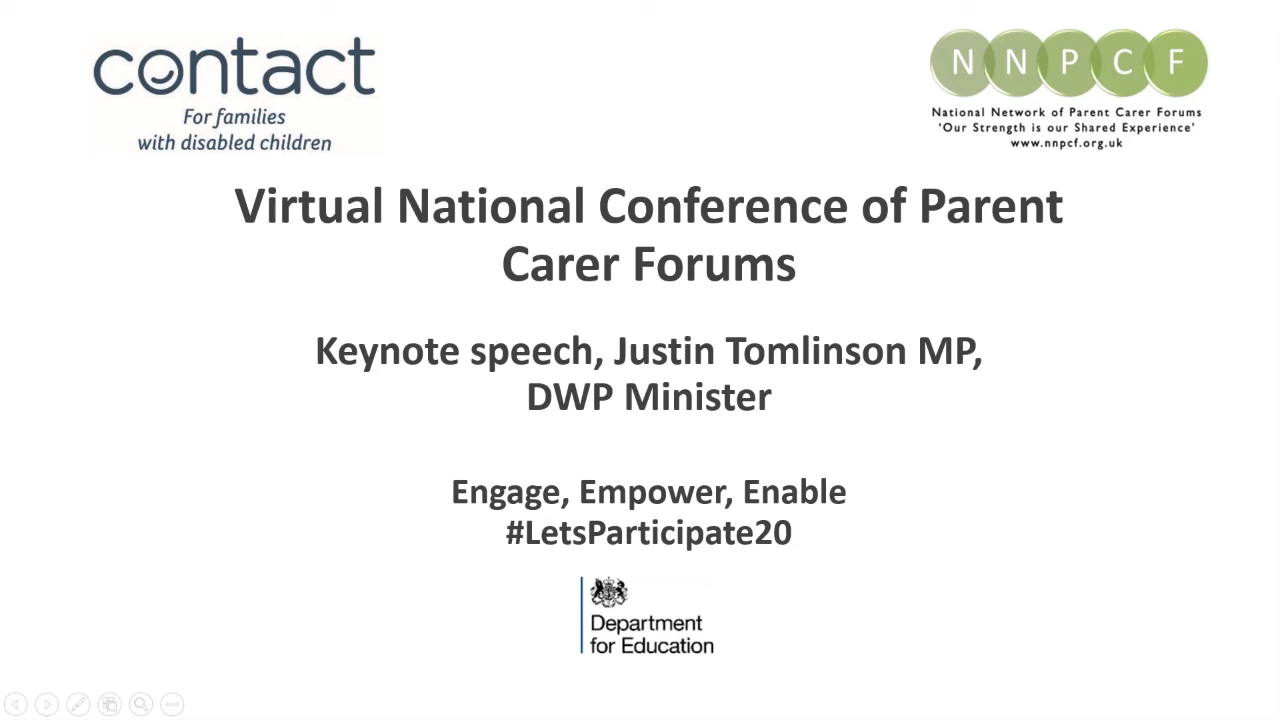 contact
For families
with disabled children
N N P C F
National Network of Parent Carer Forums
'Our Strength is our Shared Experience'
www.nnpcf.org.uk
Virtual National Conference of Parent
Carer Forums
Keynote speech, Justin Tomlinson MP,
DWP Minister
Engage, Empower, Enable
#LetsParticipate20
Department
for Education